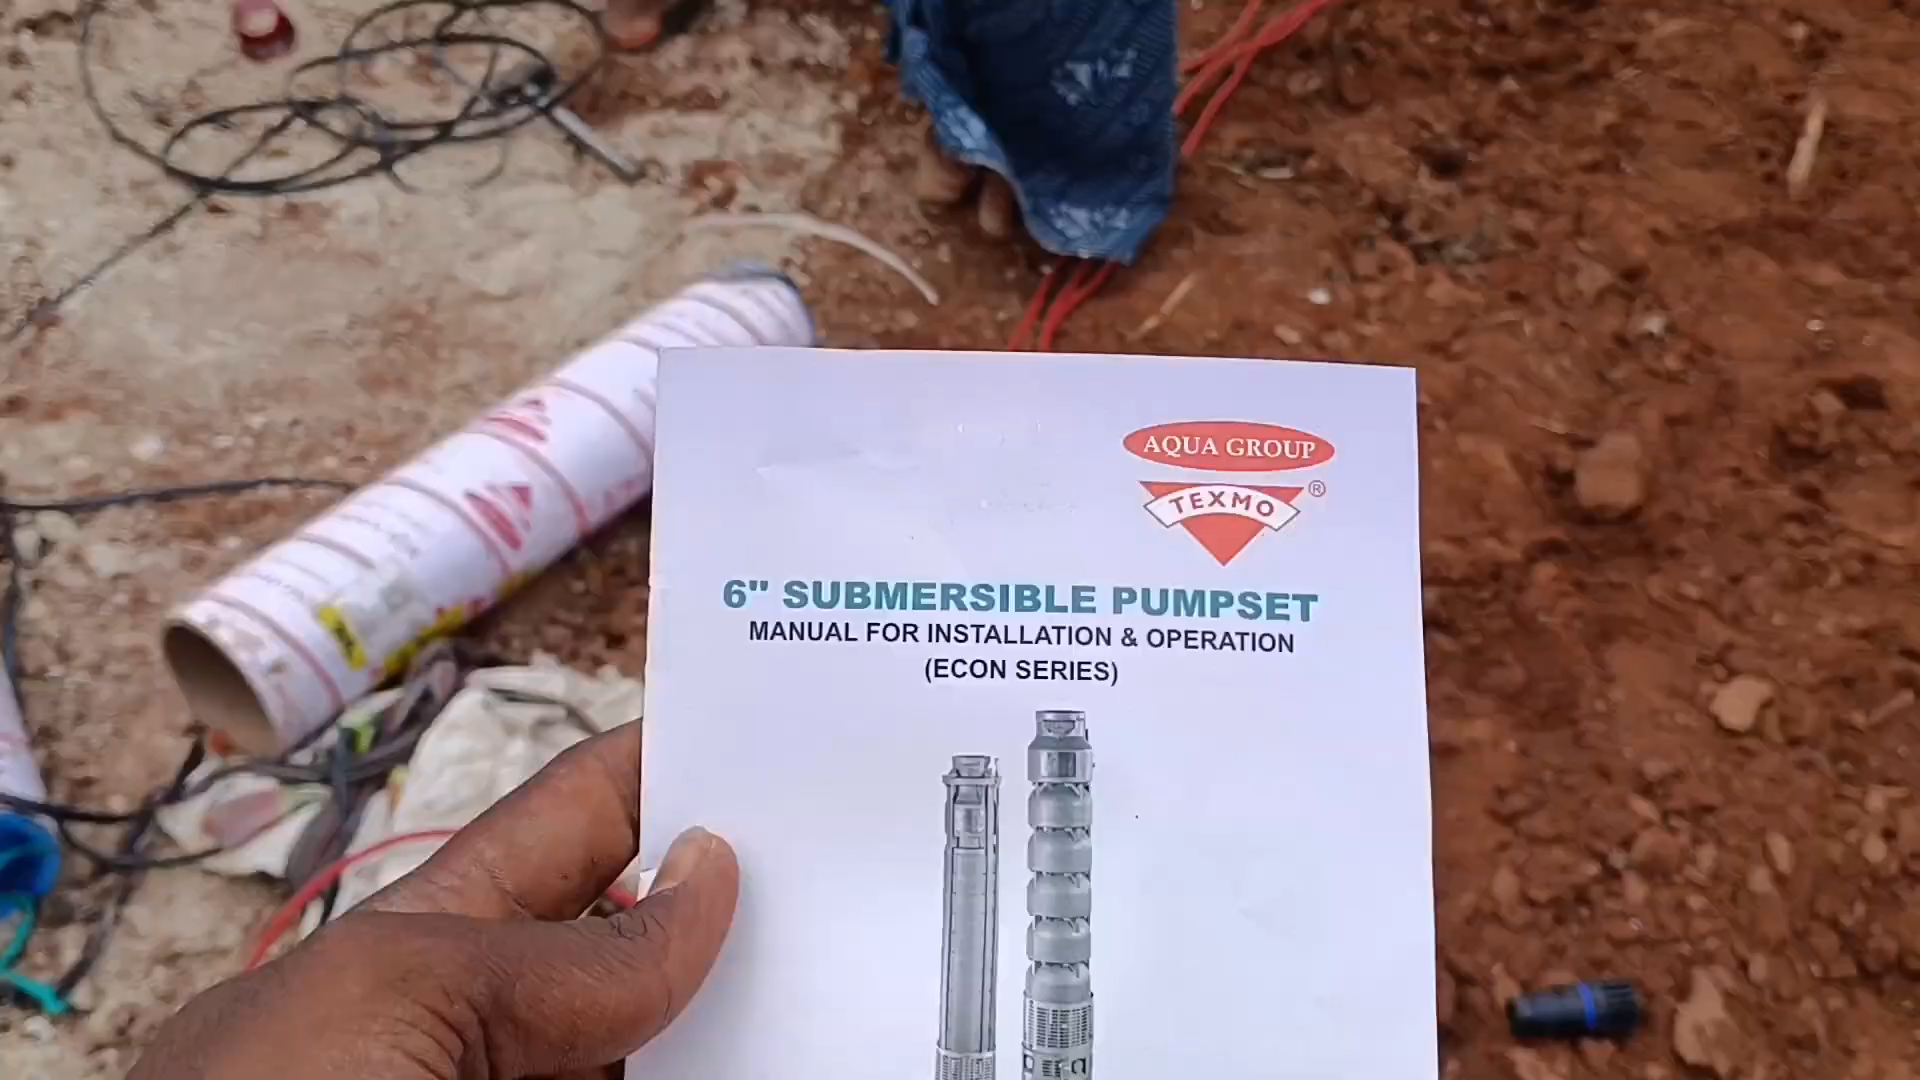 AQUA GROUP
TEXMO®
6" SUBMERSIBLE PUMPSET
MANUAL FOR INSTALLATION & OPERATION
(ECON SERIES)